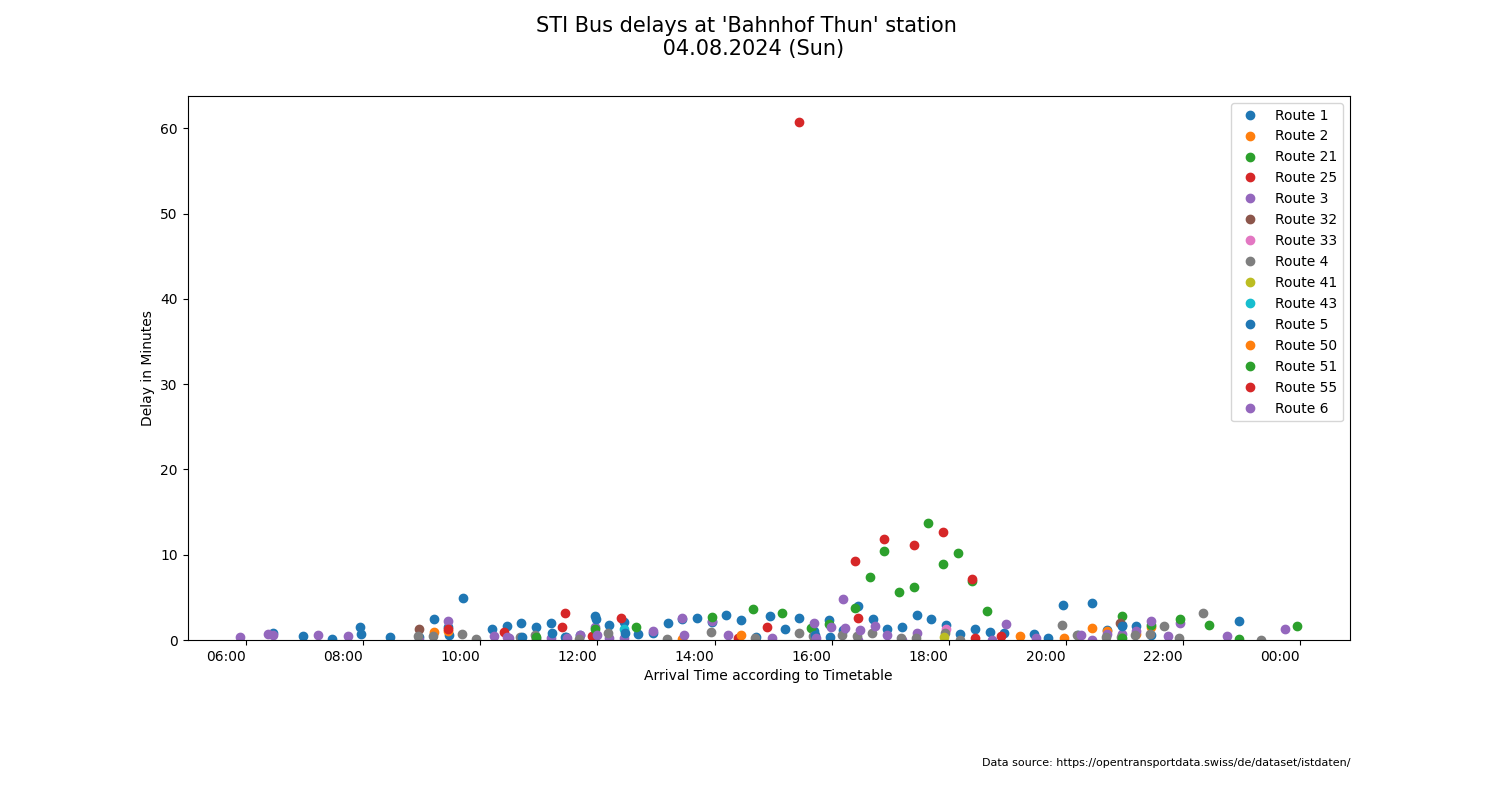 STI Bus delays at 'Bahnhof Thun' station
04.08.2024 (Sun)
60
50
40
30
20
10
0
Delay in Minutes
Route 1
Route 2
Route 21
Route 25
Route 3
Route 32
Route 33
Route 4
Route 41
Route 43
Route 5
Route 50
Route 51
Route 55
Route 6
06:00 08:00 10:00 12:00 14:00 16:00 18:00 20:00 22:00 00:00
Arrival Time according to Timetable
Data source: https://opentransportdata.swiss/de/dataset/istdaten/